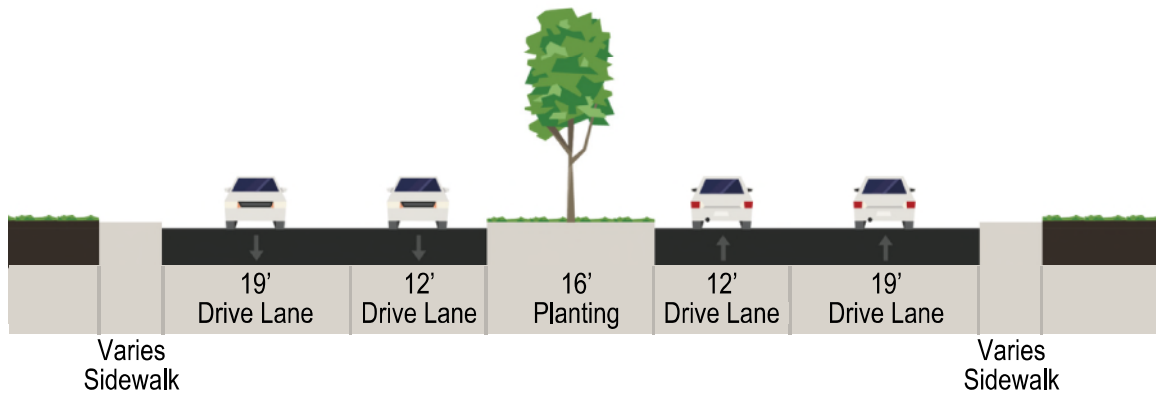 19’
Drive Lane
12’
Drive Lane
16’
Planting
12’
Drive Lane
19’
Drive Lane
Varies
Sidewalk
Varies
Sidewalk